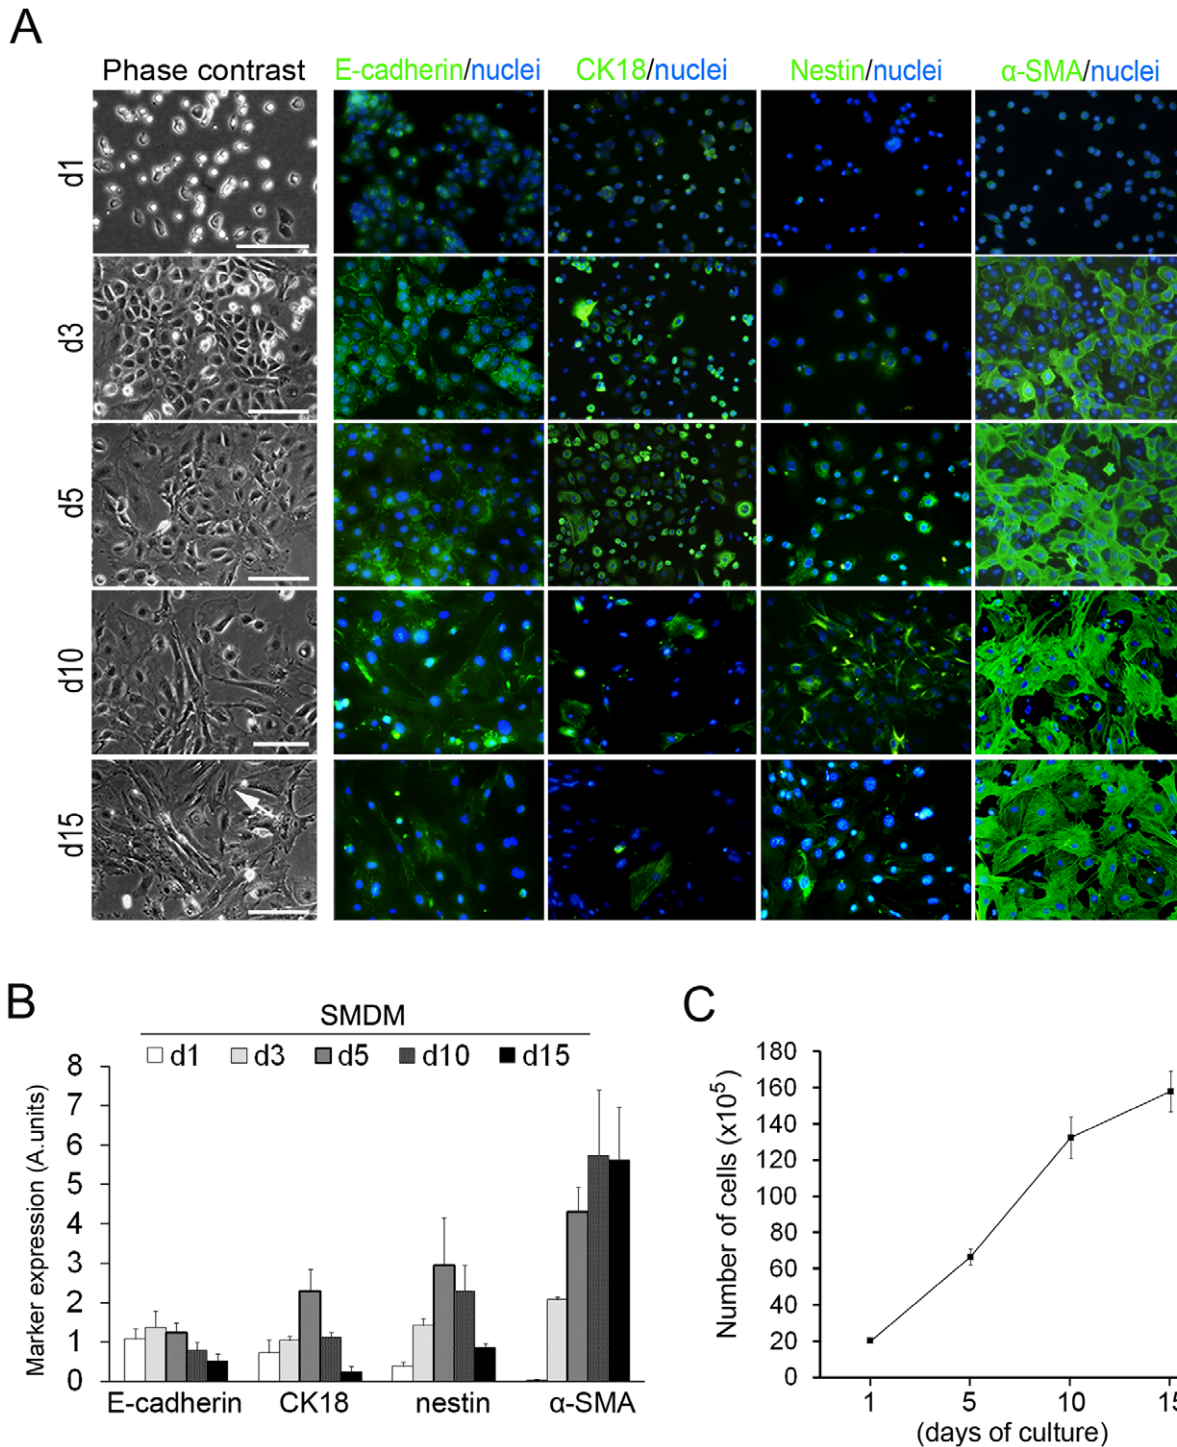 A
Phase contrast
E-cadherin/nuclei
CK18/nuclei
Nestin/nuclei
α-SMA/nuclei
d1
d3
d5
d10
d15
B
SMDM
d1 d3 d5 d10 d15
Marker expression (A.units)
8
7
6
5
4
3
2
1
0
E-cadherin CK18 nestin α-SMA
C
Number of cells (x10⁵)
180
160
140
120
100
80
60
40
20
0
1 5 10 15
(days of culture)